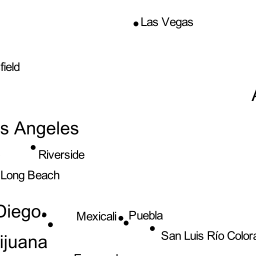 Las Vegas
field
s Angeles
Riverside
Long Beach
Diego
Mexicali
Puebla
San Luis Río Colora
ijuana